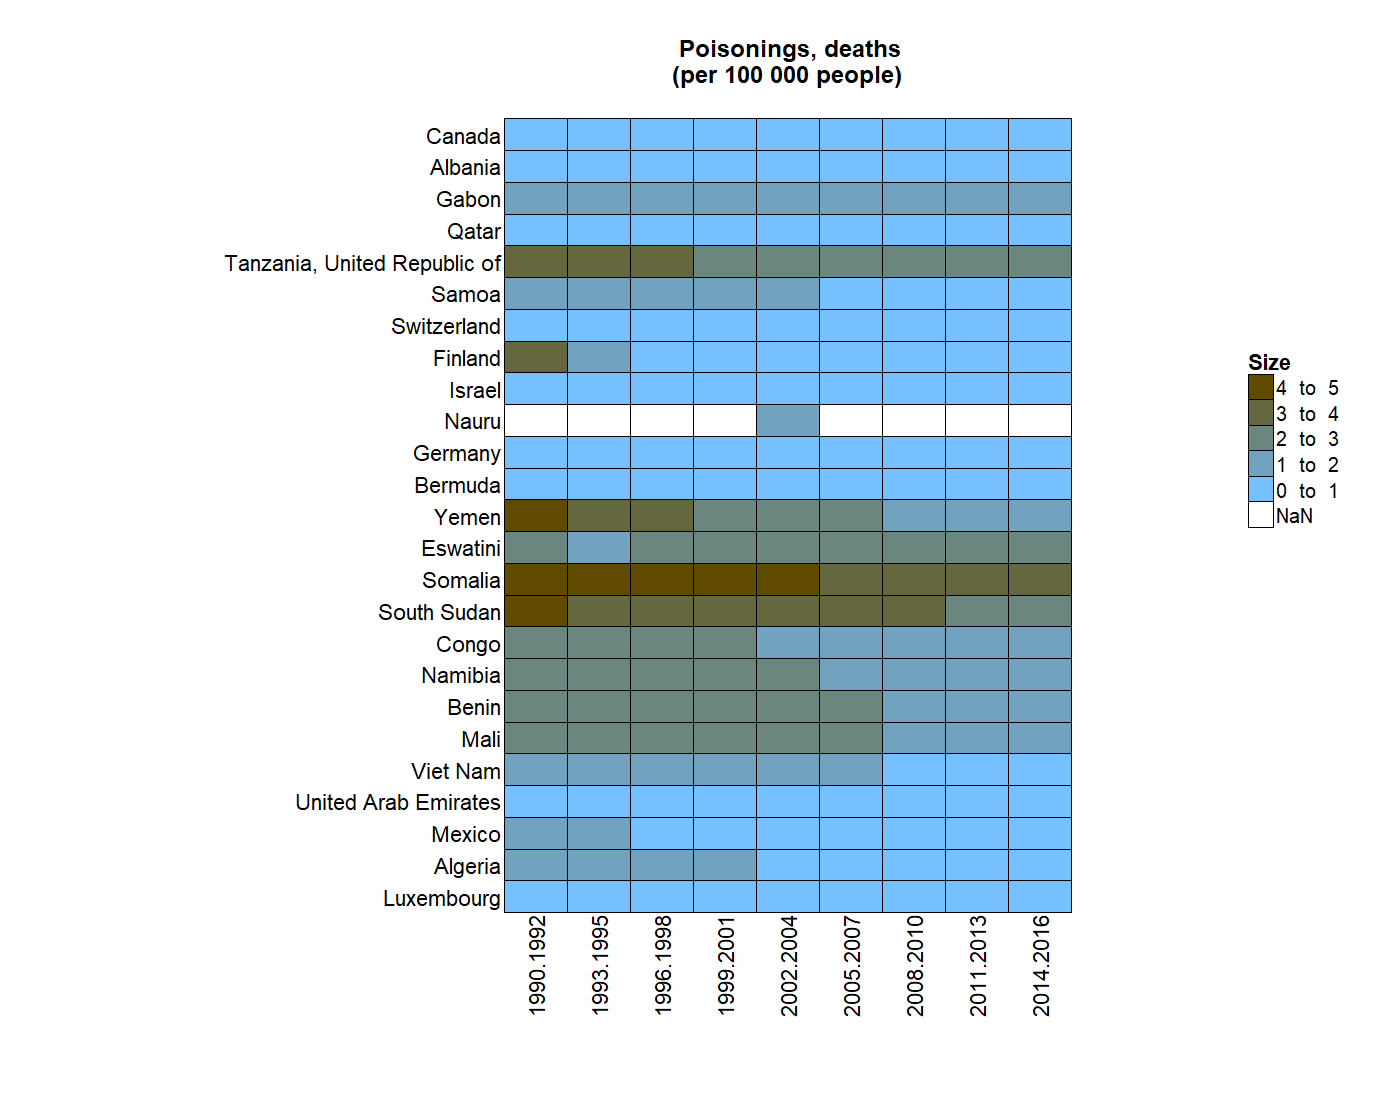 Poisonings, deaths
(per 100 000 people)
Canada
Albania
Gabon
Qatar
Tanzania, United Republic of
Samoa
Switzerland
Finland
Israel
Nauru
Germany
Bermuda
Yemen
Eswatini
Somalia
South Sudan
Congo
Namibia
Benin
Mali
Viet Nam
United Arab Emirates
Mexico
Algeria
Luxembourg
1990.1992
1993.1995
1996.1998
1999.2001
2002.2004
2005.2007
2008.2010
2011.2013
2014.2016
Size
4 to 5
3 to 4
2 to 3
1 to 2
0 to 1
NaN